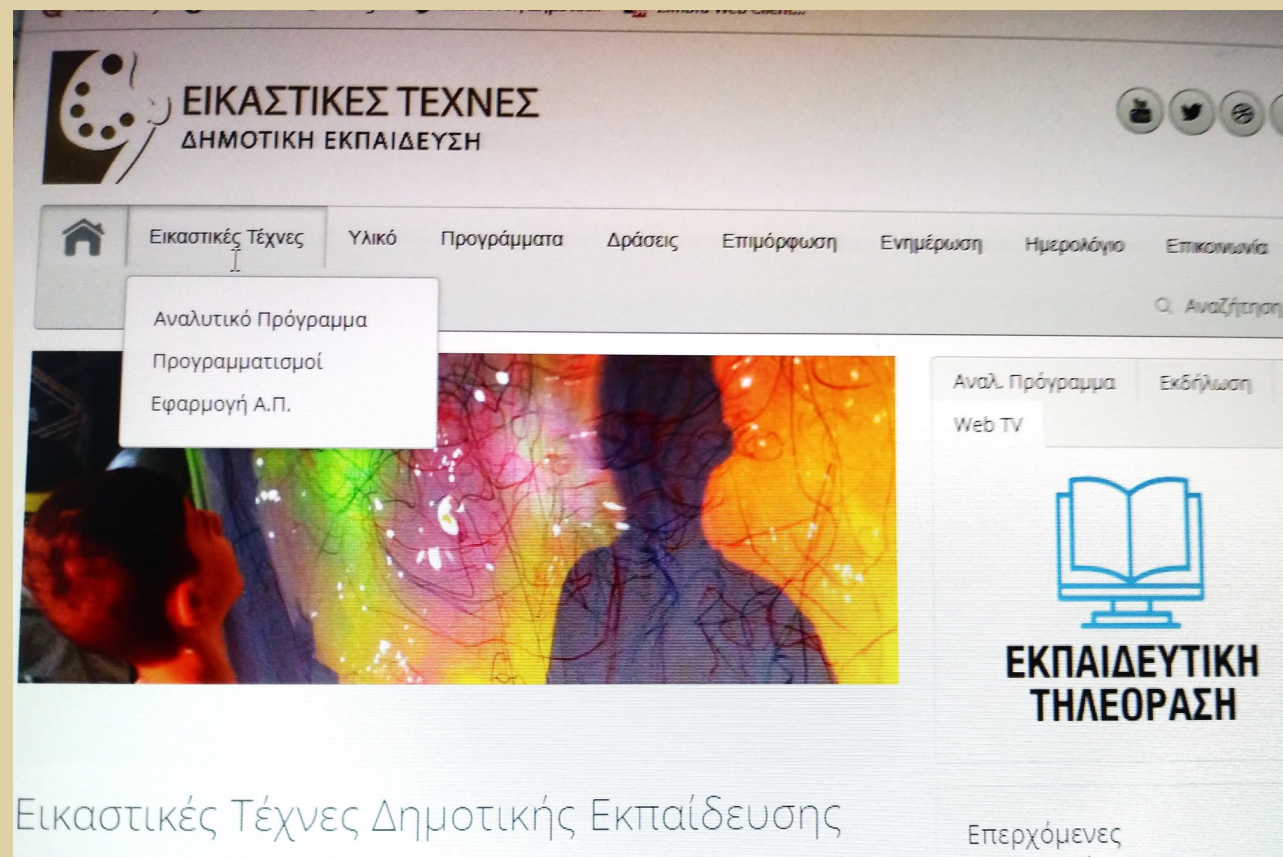 ΕΙΚΑΣΤΙΚΕΣ ΤΕΧΝΕΣ
ΔΗΜΟΤΙΚΗ ΕΚΠΑΙΔΕΥΣΗ
Εικαστικές Τέχνες Υλικό Προγράμματα Δράσεις Επιμόρφωση Ενημέρωση Ημερολόγιο Επικοινωνία
Αναζήτηση
Αναλυτικό Πρόγραμμα
Προγραμματισμοί
Εφαρμογή Α.Π.
Αναλ. Πρόγραμμα Εκδήλωση
Web TV
ΕΚΠΑΙΔΕΥΤΙΚΗ
ΤΗΛΕΟΡΑΣΗ
Εικαστικές Τέχνες Δημοτικής Εκπαίδευσης
Επερχόμενες